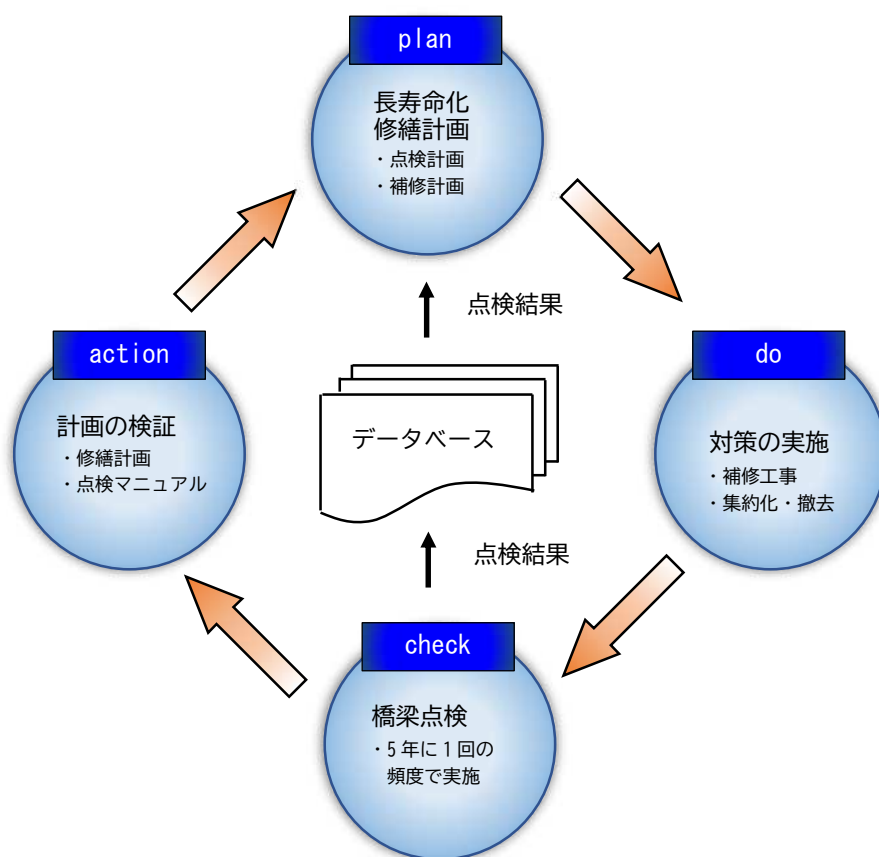 plan
長寿命化
修繕計画
・点検計画
・補修計画
点検結果
action
計画の検証
・修繕計画
・点検マニュアル
データベース
do
対策の実施
・補修工事
・集約化・撤去
点検結果
check
橋梁点検
・5年に1回の
頻度で実施